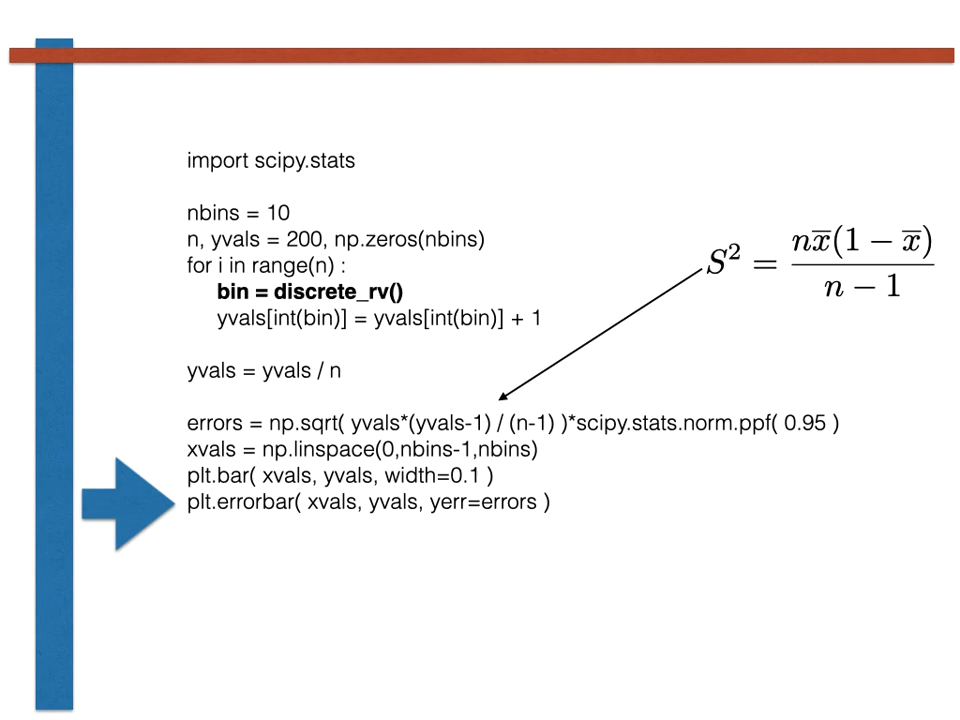 import scipy.stats
nbins = 10
n, yvals = 200, np.zeros(nbins)
for i in range(n) :
bin = discrete_rv()
yvals[int(bin)] = yvals[int(bin)] + 1
yvals = yvals / n
errors = np.sqrt( yvals*(yvals-1) / (n-1) )*scipy.stats.norm.ppf( 0.95 )
xvals = np.linspace(0,nbins-1,nbins)
plt.bar( xvals, yvals, width=0.1 )
plt.errorbar( xvals, yvals, yerr=errors )
S² = nx̅(1 − x̅) / n − 1